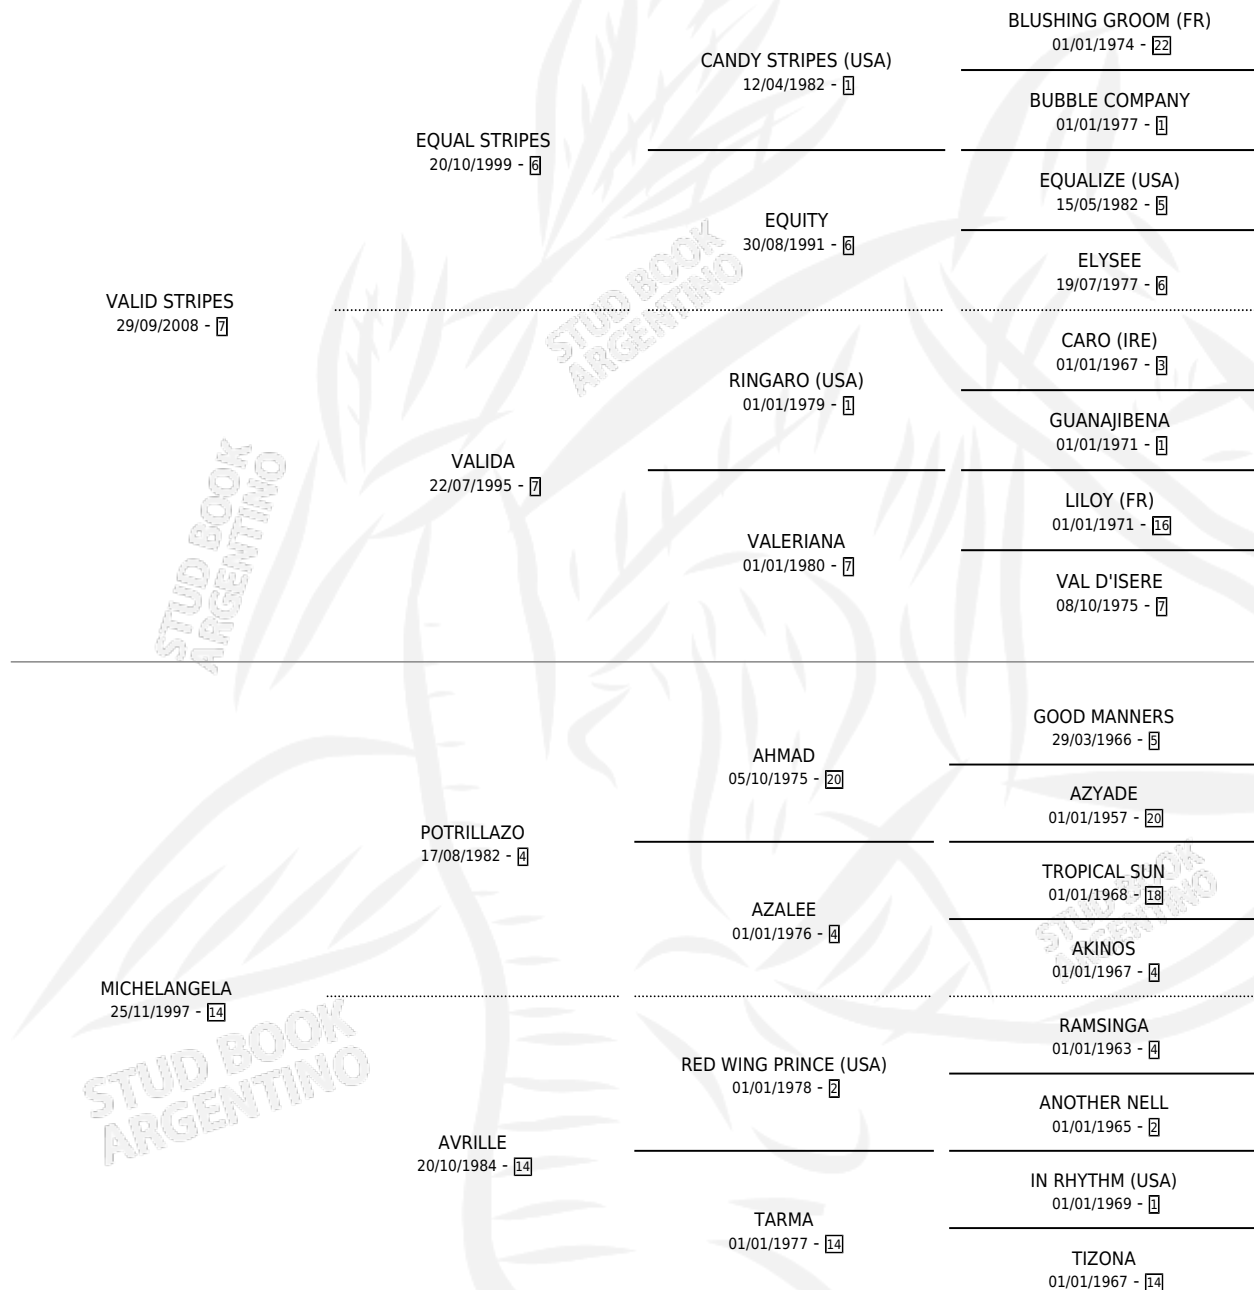 BLUSHING GROOM (FR)
01/01/1974 - 22
CANDY STRIPES (USA)
12/04/1982 - 1
BUBBLE COMPANY
01/01/1977 - 1
EQUAL STRIPES
20/10/1999 - 6
EQUALIZE (USA)
15/05/1982 - 5
EQUITY
30/08/1991 - 6
ELYSEE
19/07/1977 - 6
VALID STRIPES
29/09/2008 - 7
CARO (IRE)
01/01/1967 - 3
RINGARO (USA)
01/01/1979 - 1
GUANAJIBENA
01/01/1971 - 1
VALIDA
22/07/1995 - 7
LILOY (FR)
01/01/1971 - 16
VALERIANA
01/01/1980 - 7
VAL D'ISERE
08/10/1975 - 7
GOOD MANNERS
29/03/1966 - 5
AHMAD
05/10/1975 - 20
AZYADE
01/01/1957 - 20
POTRILLAZO
17/08/1982 - 4
TROPICAL SUN
01/01/1968 - 18
AZALEE
01/01/1976 - 4
AKINOS
01/01/1967 - 4
MICHELANGELA
25/11/1997 - 14
RAMSINGA
01/01/1963 - 4
RED WING PRINCE (USA)
01/01/1978 - 2
ANOTHER NELL
01/01/1965 - 2
AVRILLE
20/10/1984 - 14
IN RHYTHM (USA)
01/01/1969 - 1
TARMA
01/01/1977 - 14
TIZONA
01/01/1967 - 14
STUD BOOK
ARGENTINO
STUD BOOK
ARGENTINO
STUD BOOK
ARGENTINO
STUD BOOK
ARGENTINO